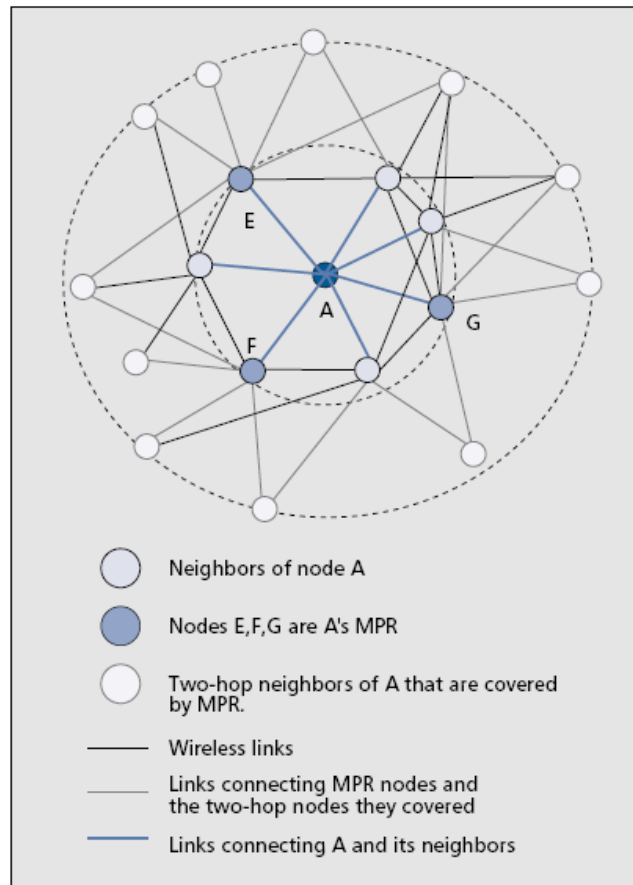 E
A
G
F
Neighbors of node A
Nodes E,F,G are A's MPR
Two-hop neighbors of A that are covered
by MPR.
Wireless links
Links connecting MPR nodes and
the two-hop nodes they covered
Links connecting A and its neighbors